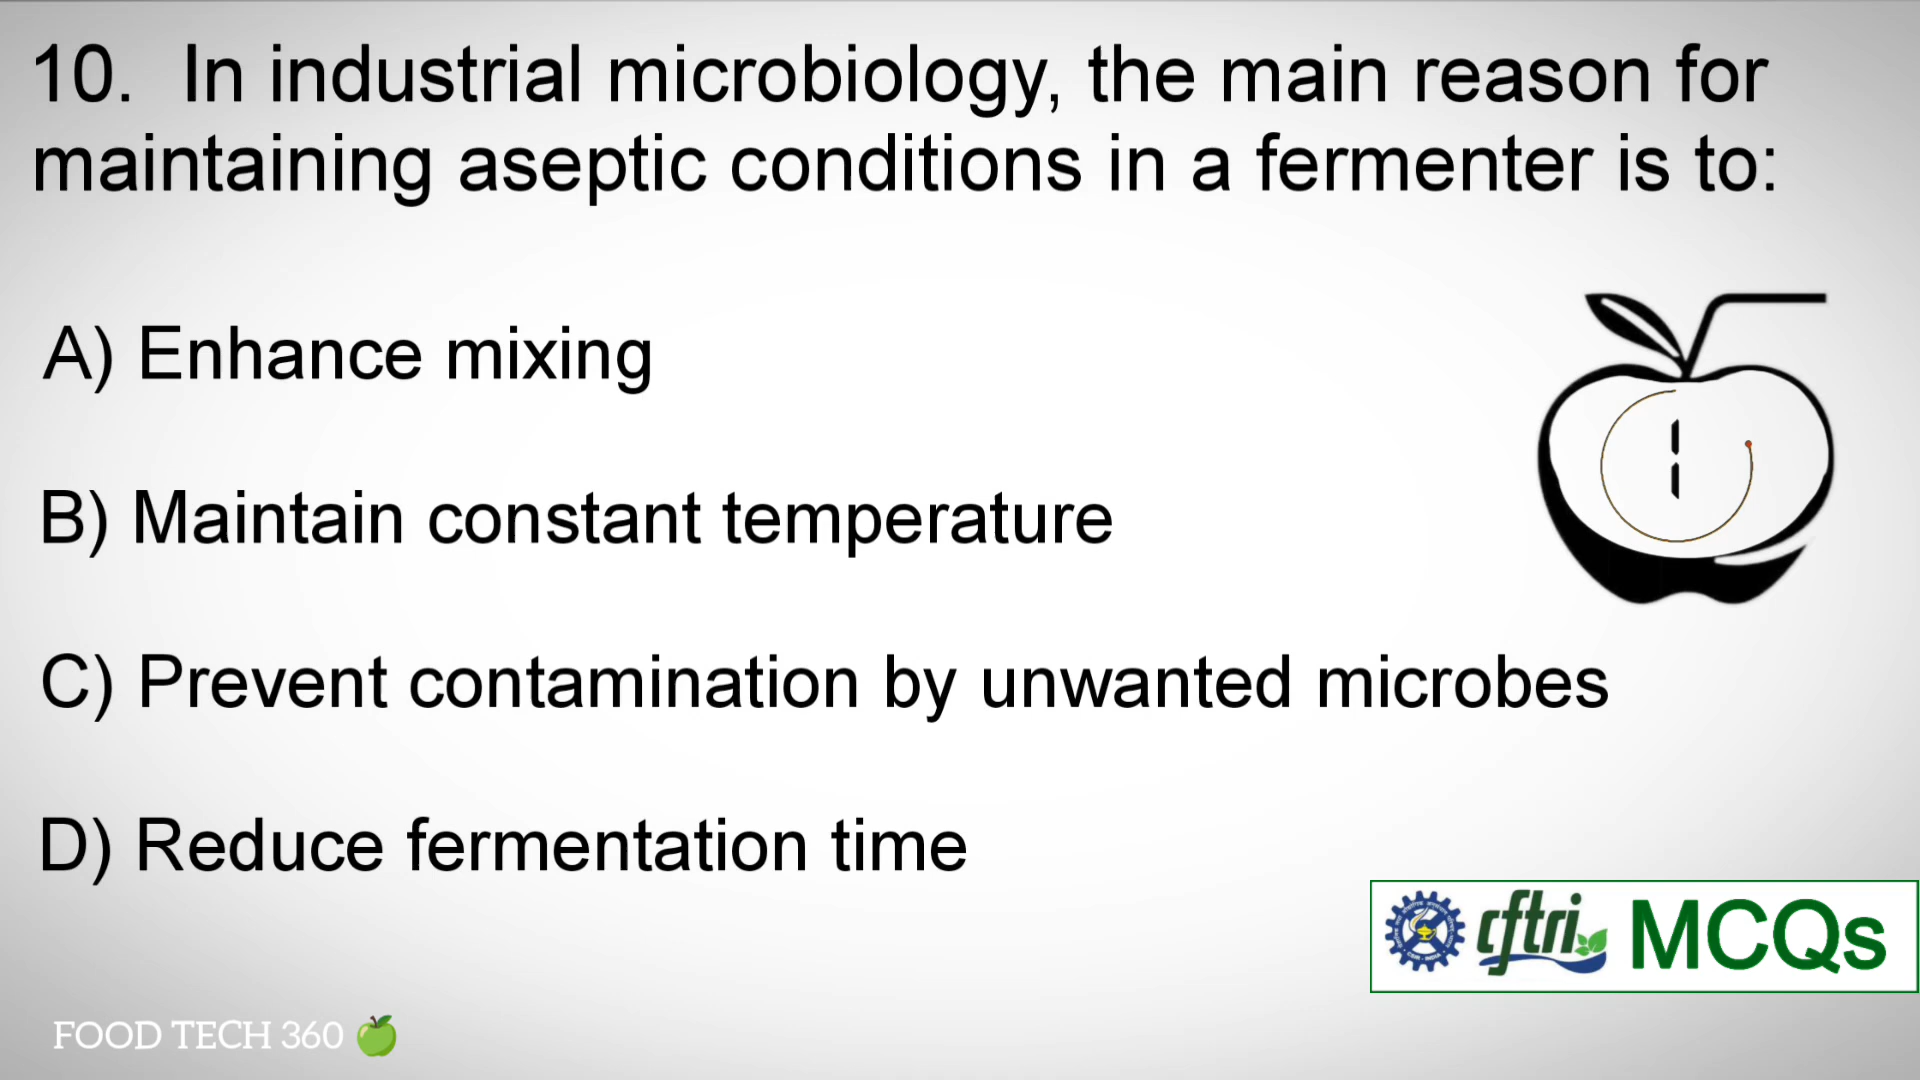 10. In industrial microbiology, the main reason for
maintaining aseptic conditions in a fermenter is to:
A) Enhance mixing
1
B) Maintain constant temperature
C) Prevent contamination by unwanted microbes
D) Reduce fermentation time
cftri MCQs
FOOD TECH 360